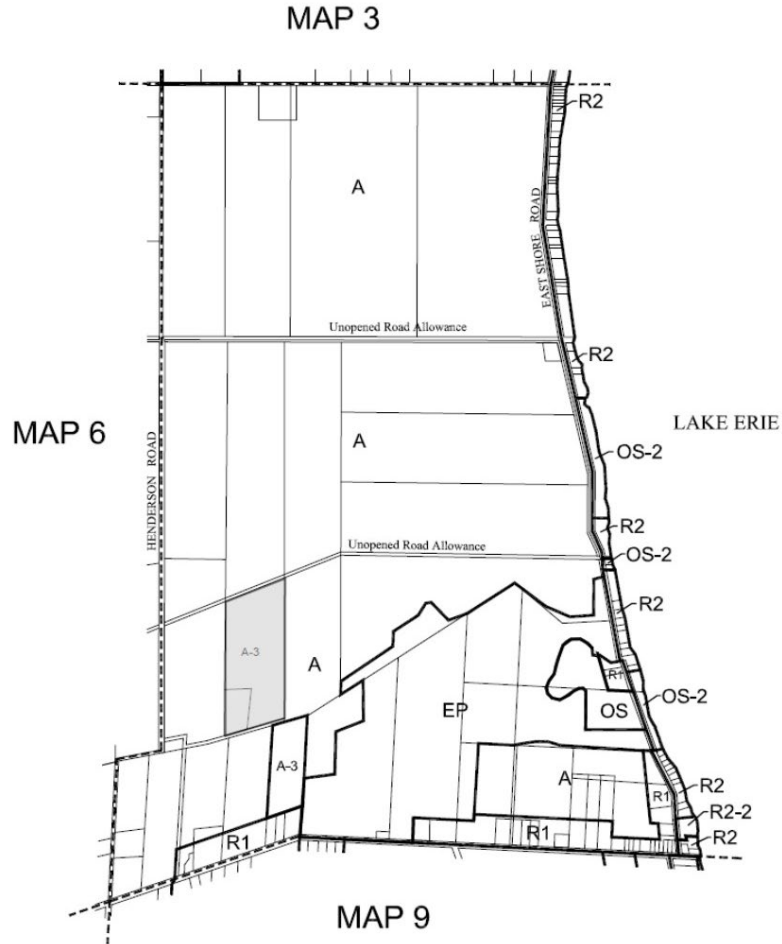 MAP 3
R2
A
EAST SHORE ROAD
Unopened Road Allowance
R2
MAP 6
HENDERSON ROAD
A
LAKE ERIE
OS-2
R2
Unopened Road Allowance
OS-2
R2
A-3
A
R1
OS-2
EP
OS
A-3
A
R1
R2
R2-2
R1
R1
R2
MAP 9